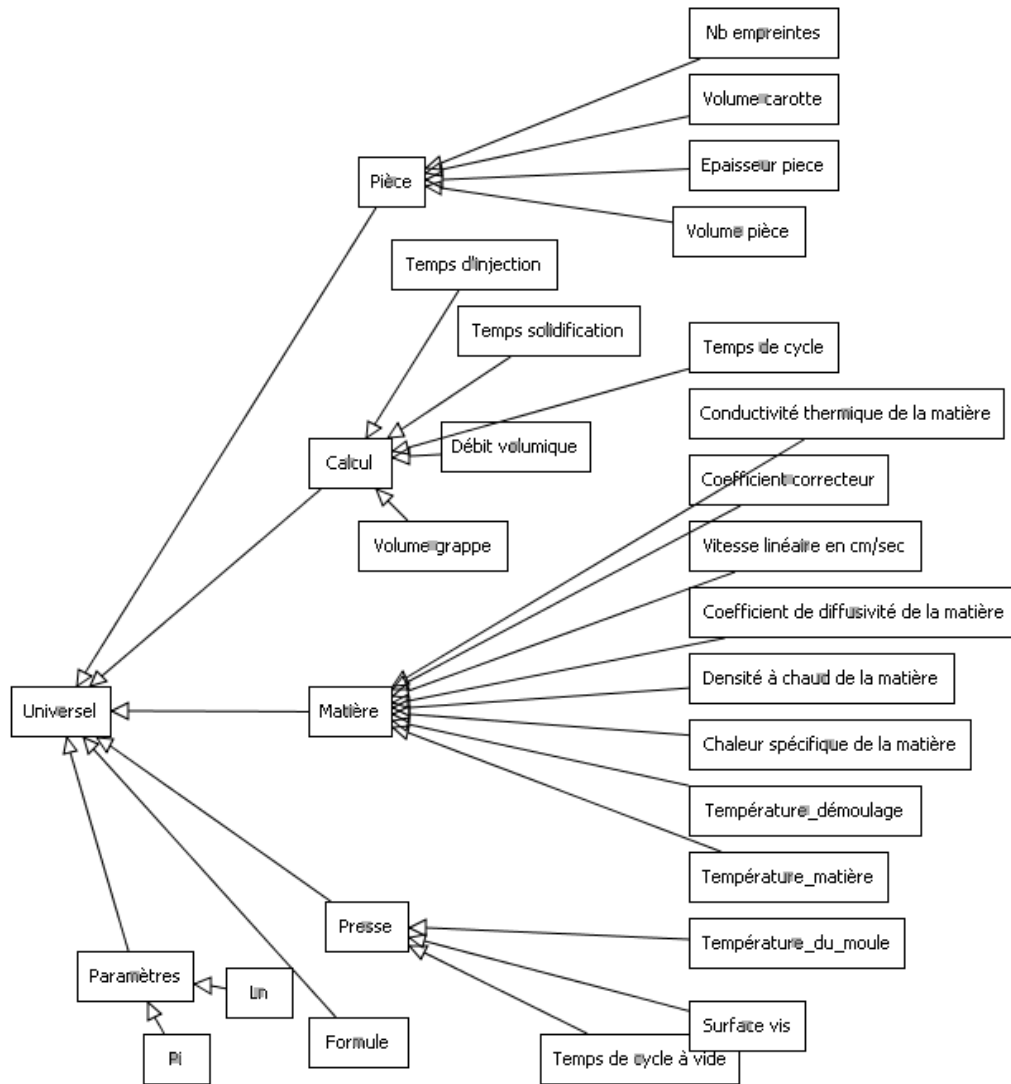 Nb empreintes
Volume carotte
Epaisseur piece
Pièce
Volume pièce
Temps d'injection
Temps solidification
Temps de cycle
Conductivité thermique de la matière
Débit volumique
Calcul
Coefficient correcteur
Volume grappe
Vitesse linéaire en cm/sec
Coefficient de diffusivité de la matière
Densité à chaud de la matière
Universel
Matière
Chaleur spécifique de la matière
Température_démoulage
Température_matière
Presse
Température_du_moule
Paramètres
Ln
Surface vis
Formule
Pi
Temps de cycle à vide